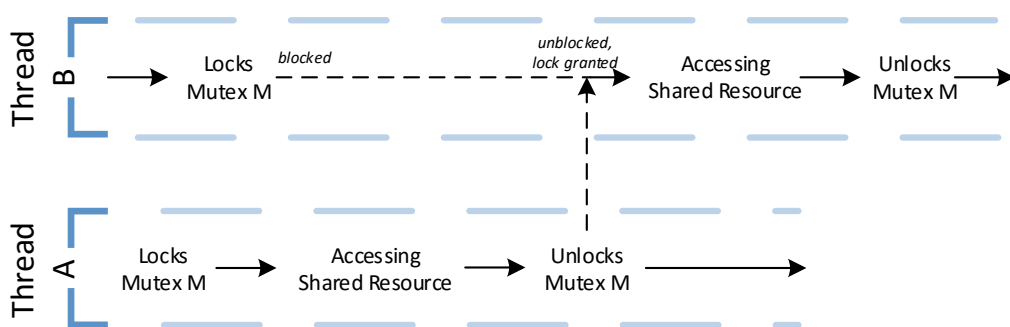 Thread
B
Locks
Mutex M
blocked
unblocked,
lock granted
Accessing
Shared Resource
Unlocks
Mutex M
Thread
A
Locks
Mutex M
Accessing
Shared Resource
Unlocks
Mutex M